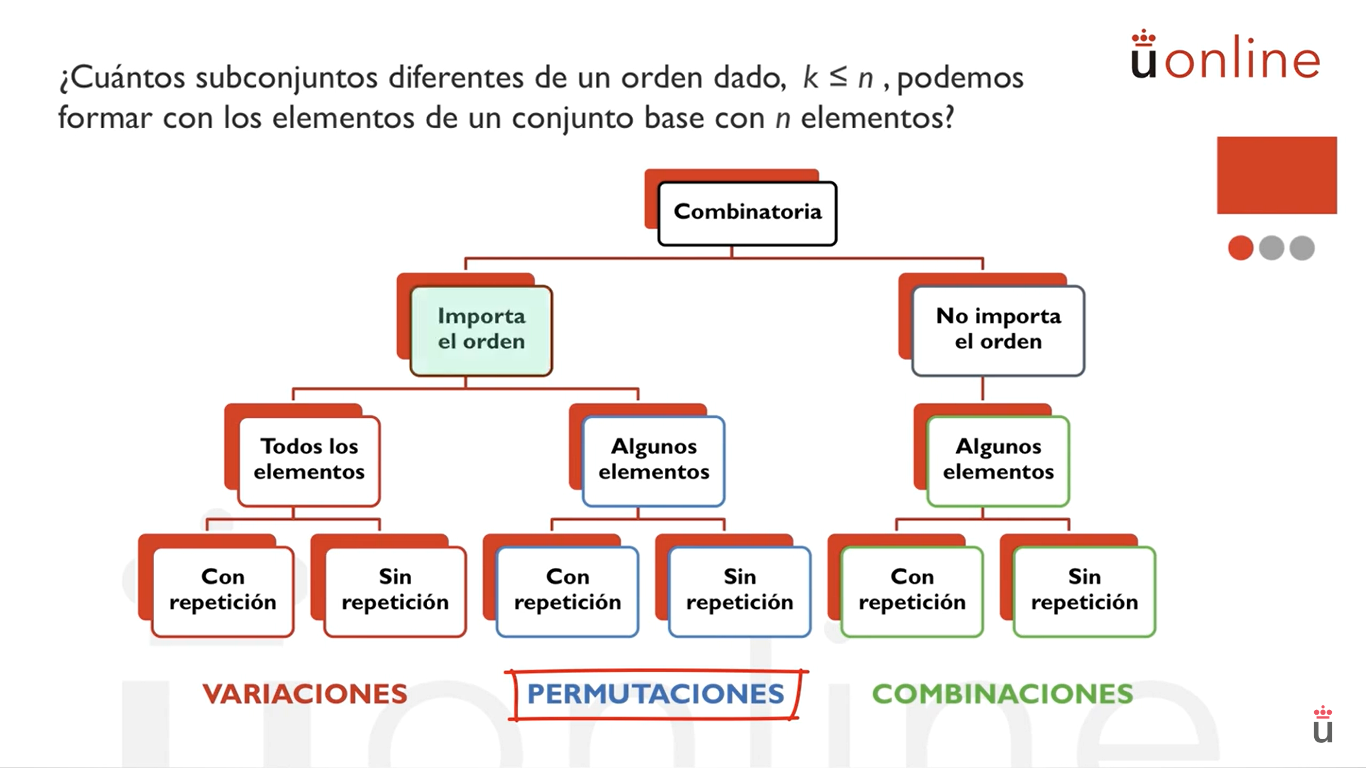 uonline
¿Cuántos subconjuntos diferentes de un orden dado, k ≤ n , podemos
formar con los elementos de un conjunto base con n elementos?
Combinatoria
Importa
el orden
No importa
el orden
Todos los
elementos
Algunos
elementos
Algunos
elementos
Con
repetición
Sin
repetición
Con
repetición
Sin
repetición
Con
repetición
Sin
repetición
VARIACIONES
PERMUTACIONES
COMBINACIONES
uonline
u